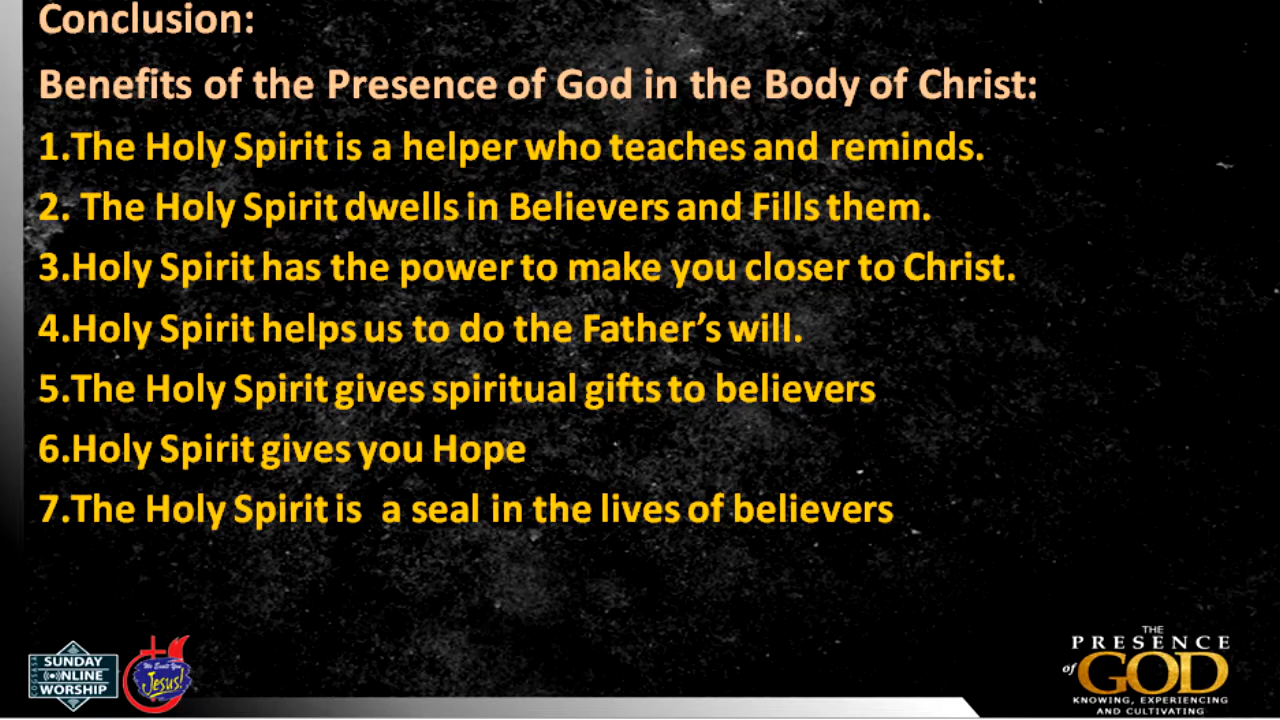 Conclusion:
Benefits of the Presence of God in the Body of Christ:
1.The Holy Spirit is a helper who teaches and reminds.
2. The Holy Spirit dwells in Believers and Fills them.
3.Holy Spirit has the power to make you closer to Christ.
4.Holy Spirit helps us to do the Father’s will.
5.The Holy Spirit gives spiritual gifts to believers
6.Holy Spirit gives you Hope
7.The Holy Spirit is  a seal in the lives of believers
COGSASA
SUNDAY
ONLINE
WORSHIP
We Exalt You
Jesus!
THE
PRESENCE
of GOD
KNOWING, EXPERIENCING
AND CULTIVATING